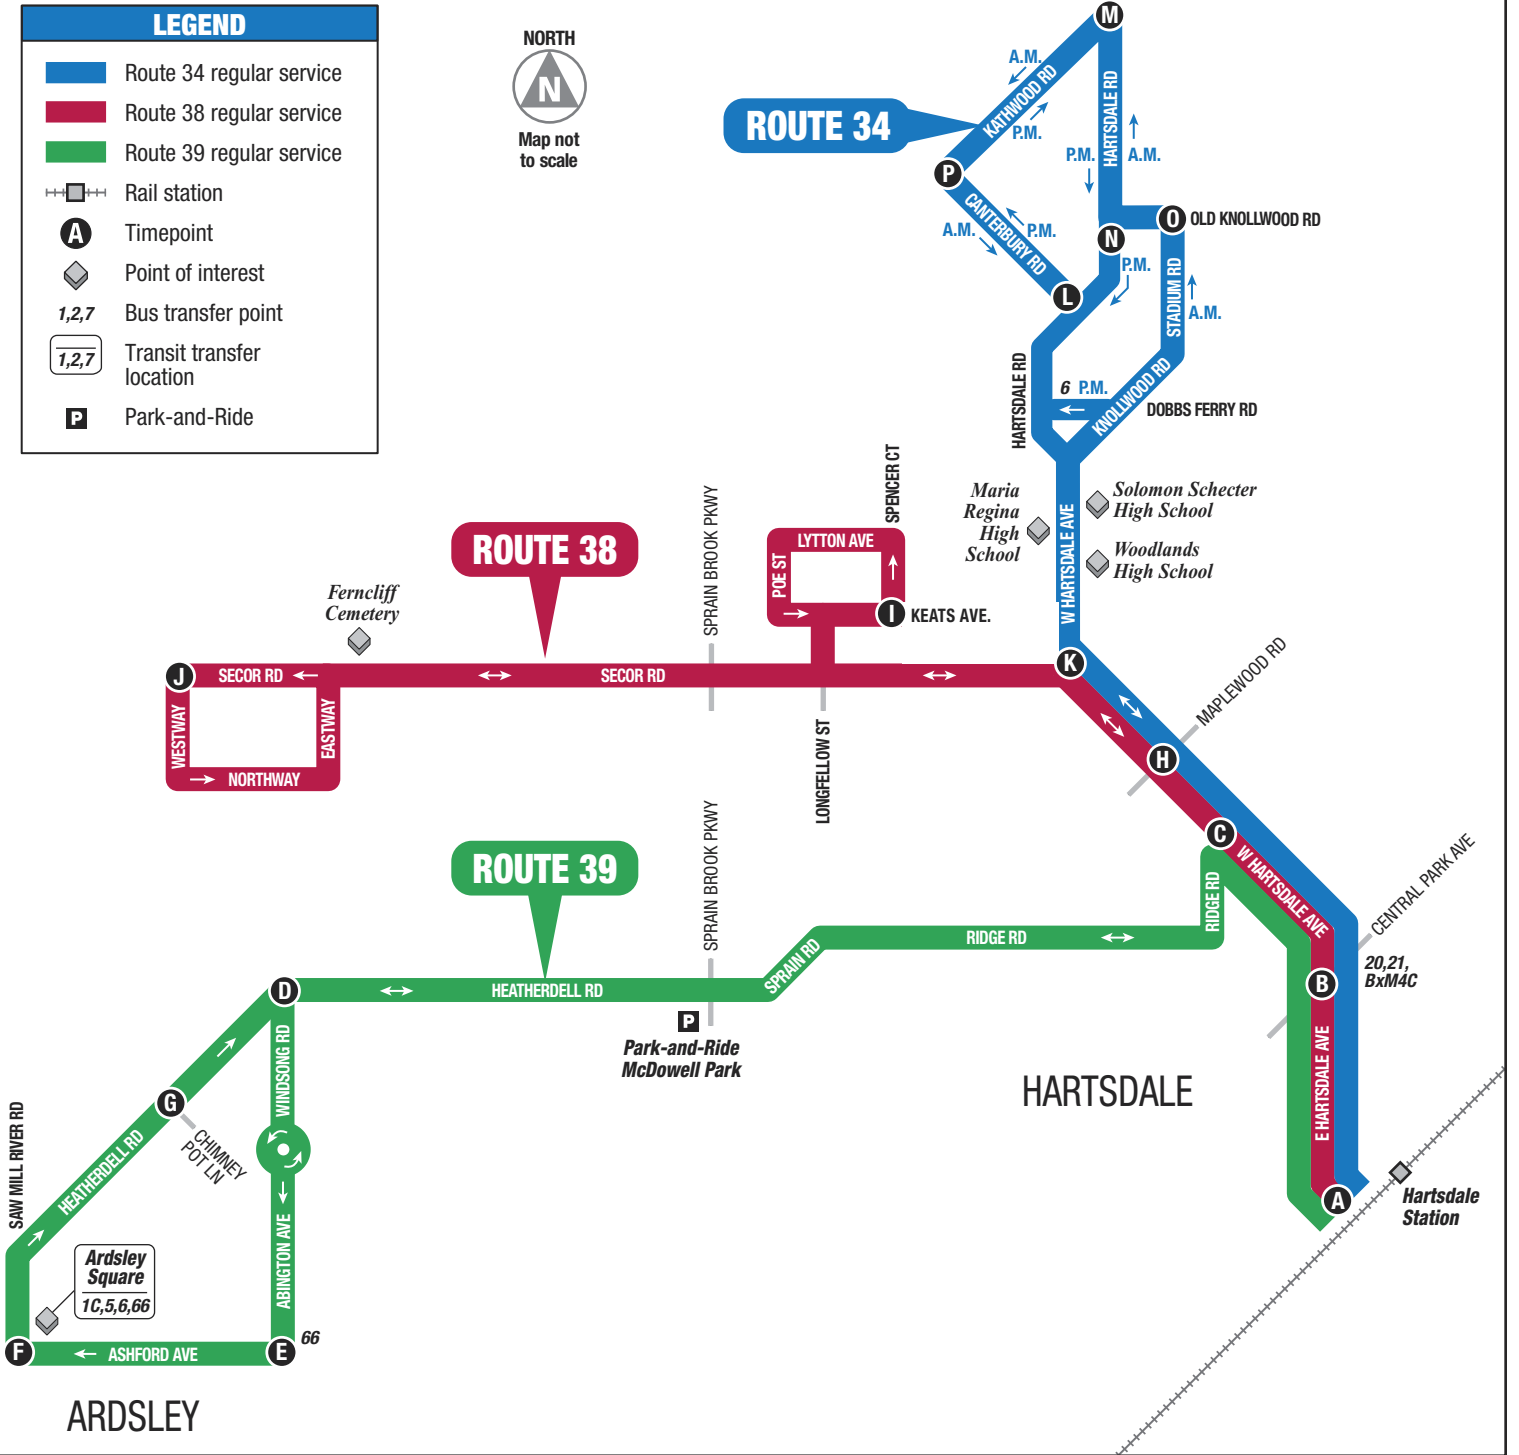 LEGEND
Route 34 regular service
Route 38 regular service
Route 39 regular service
Rail station
A
Timepoint
Point of interest
1,2,7
Bus transfer point
1,2,7
Transit transfer
location
P
Park-and-Ride
NORTH
N
Map not
to scale
ROUTE 34
M
A.M.
KATHWOOD RD
P.M.
HARTSDALE RD
P.M.
A.M.
P
CANTERBURY RD
A.M.
P.M.
O
OLD KNOLLWOOD RD
N
P.M.
L
STADIUM RD
A.M.
HARTSDALE RD
6 P.M.
KNOLLWOOD RD
DOBBS FERRY RD
Maria
Regina
High
School
Solomon Schecter
High School
Woodlands
High School
W HARTSDALE AVE
K
MAPLEWOOD RD
H
C
W HARTSDALE AVE
CENTRAL PARK AVE
20,21,
BxM4C
B
E HARTSDALE AVE
A
Hartsdale
Station
HARTSDALE
ROUTE 38
SPRAIN BROOK PKWY
SPENCER CT
LYTTON AVE
POE ST
I
KEATS AVE.
Ferncliff
Cemetery
J
SECOR RD
SECOR RD
WESTWAY
EASTWAY
NORTHWAY
LONGFELLOW ST
ROUTE 39
SPRAIN BROOK PKWY
RIDGE RD
RIDGE RD
SPRAIN RD
HEATHERDELL RD
D
P
Park-and-Ride
McDowell Park
WINDSONG RD
G
CHIMNEY
POT LN
HEATHERDELL RD
SAW MILL RIVER RD
ABINGTON AVE
Ardsley
Square
1C,5,6,66
F
ASHFORD AVE
E
66
ARDSLEY